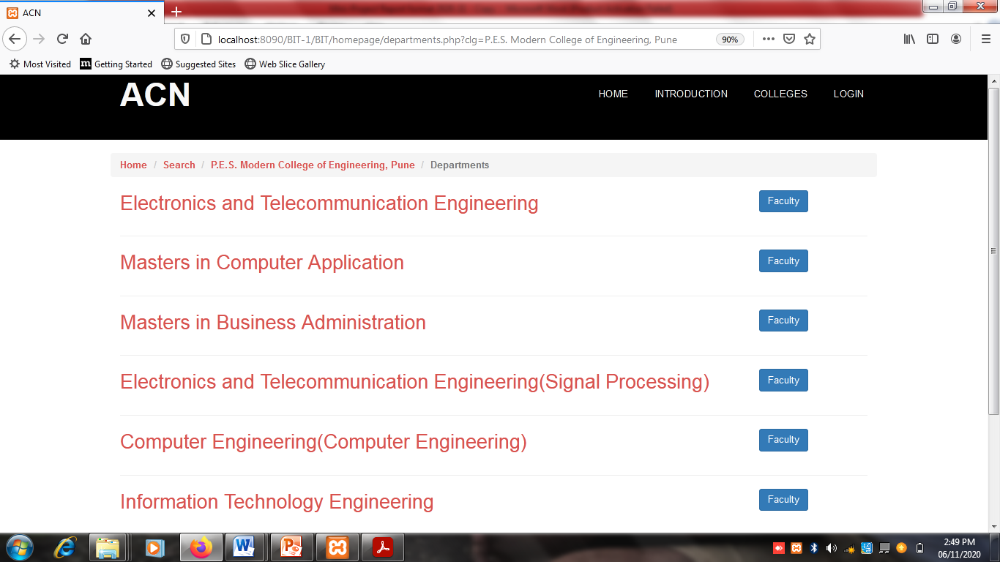 ACN
localhost:8090/BIT-1/BIT/homepage/departments.php?clg=P.E.S. Modern College of Engineering, Pune
90%
Most Visited
Getting Started
Suggested Sites
Web Slice Gallery
ACN
HOME
INTRODUCTION
COLLEGES
LOGIN
Home / Search / P.E.S. Modern College of Engineering, Pune / Departments
Electronics and Telecommunication Engineering
Faculty
Masters in Computer Application
Faculty
Masters in Business Administration
Faculty
Electronics and Telecommunication Engineering(Signal Processing)
Faculty
Computer Engineering(Computer Engineering)
Faculty
Information Technology Engineering
Faculty
2:49 PM
06/11/2020